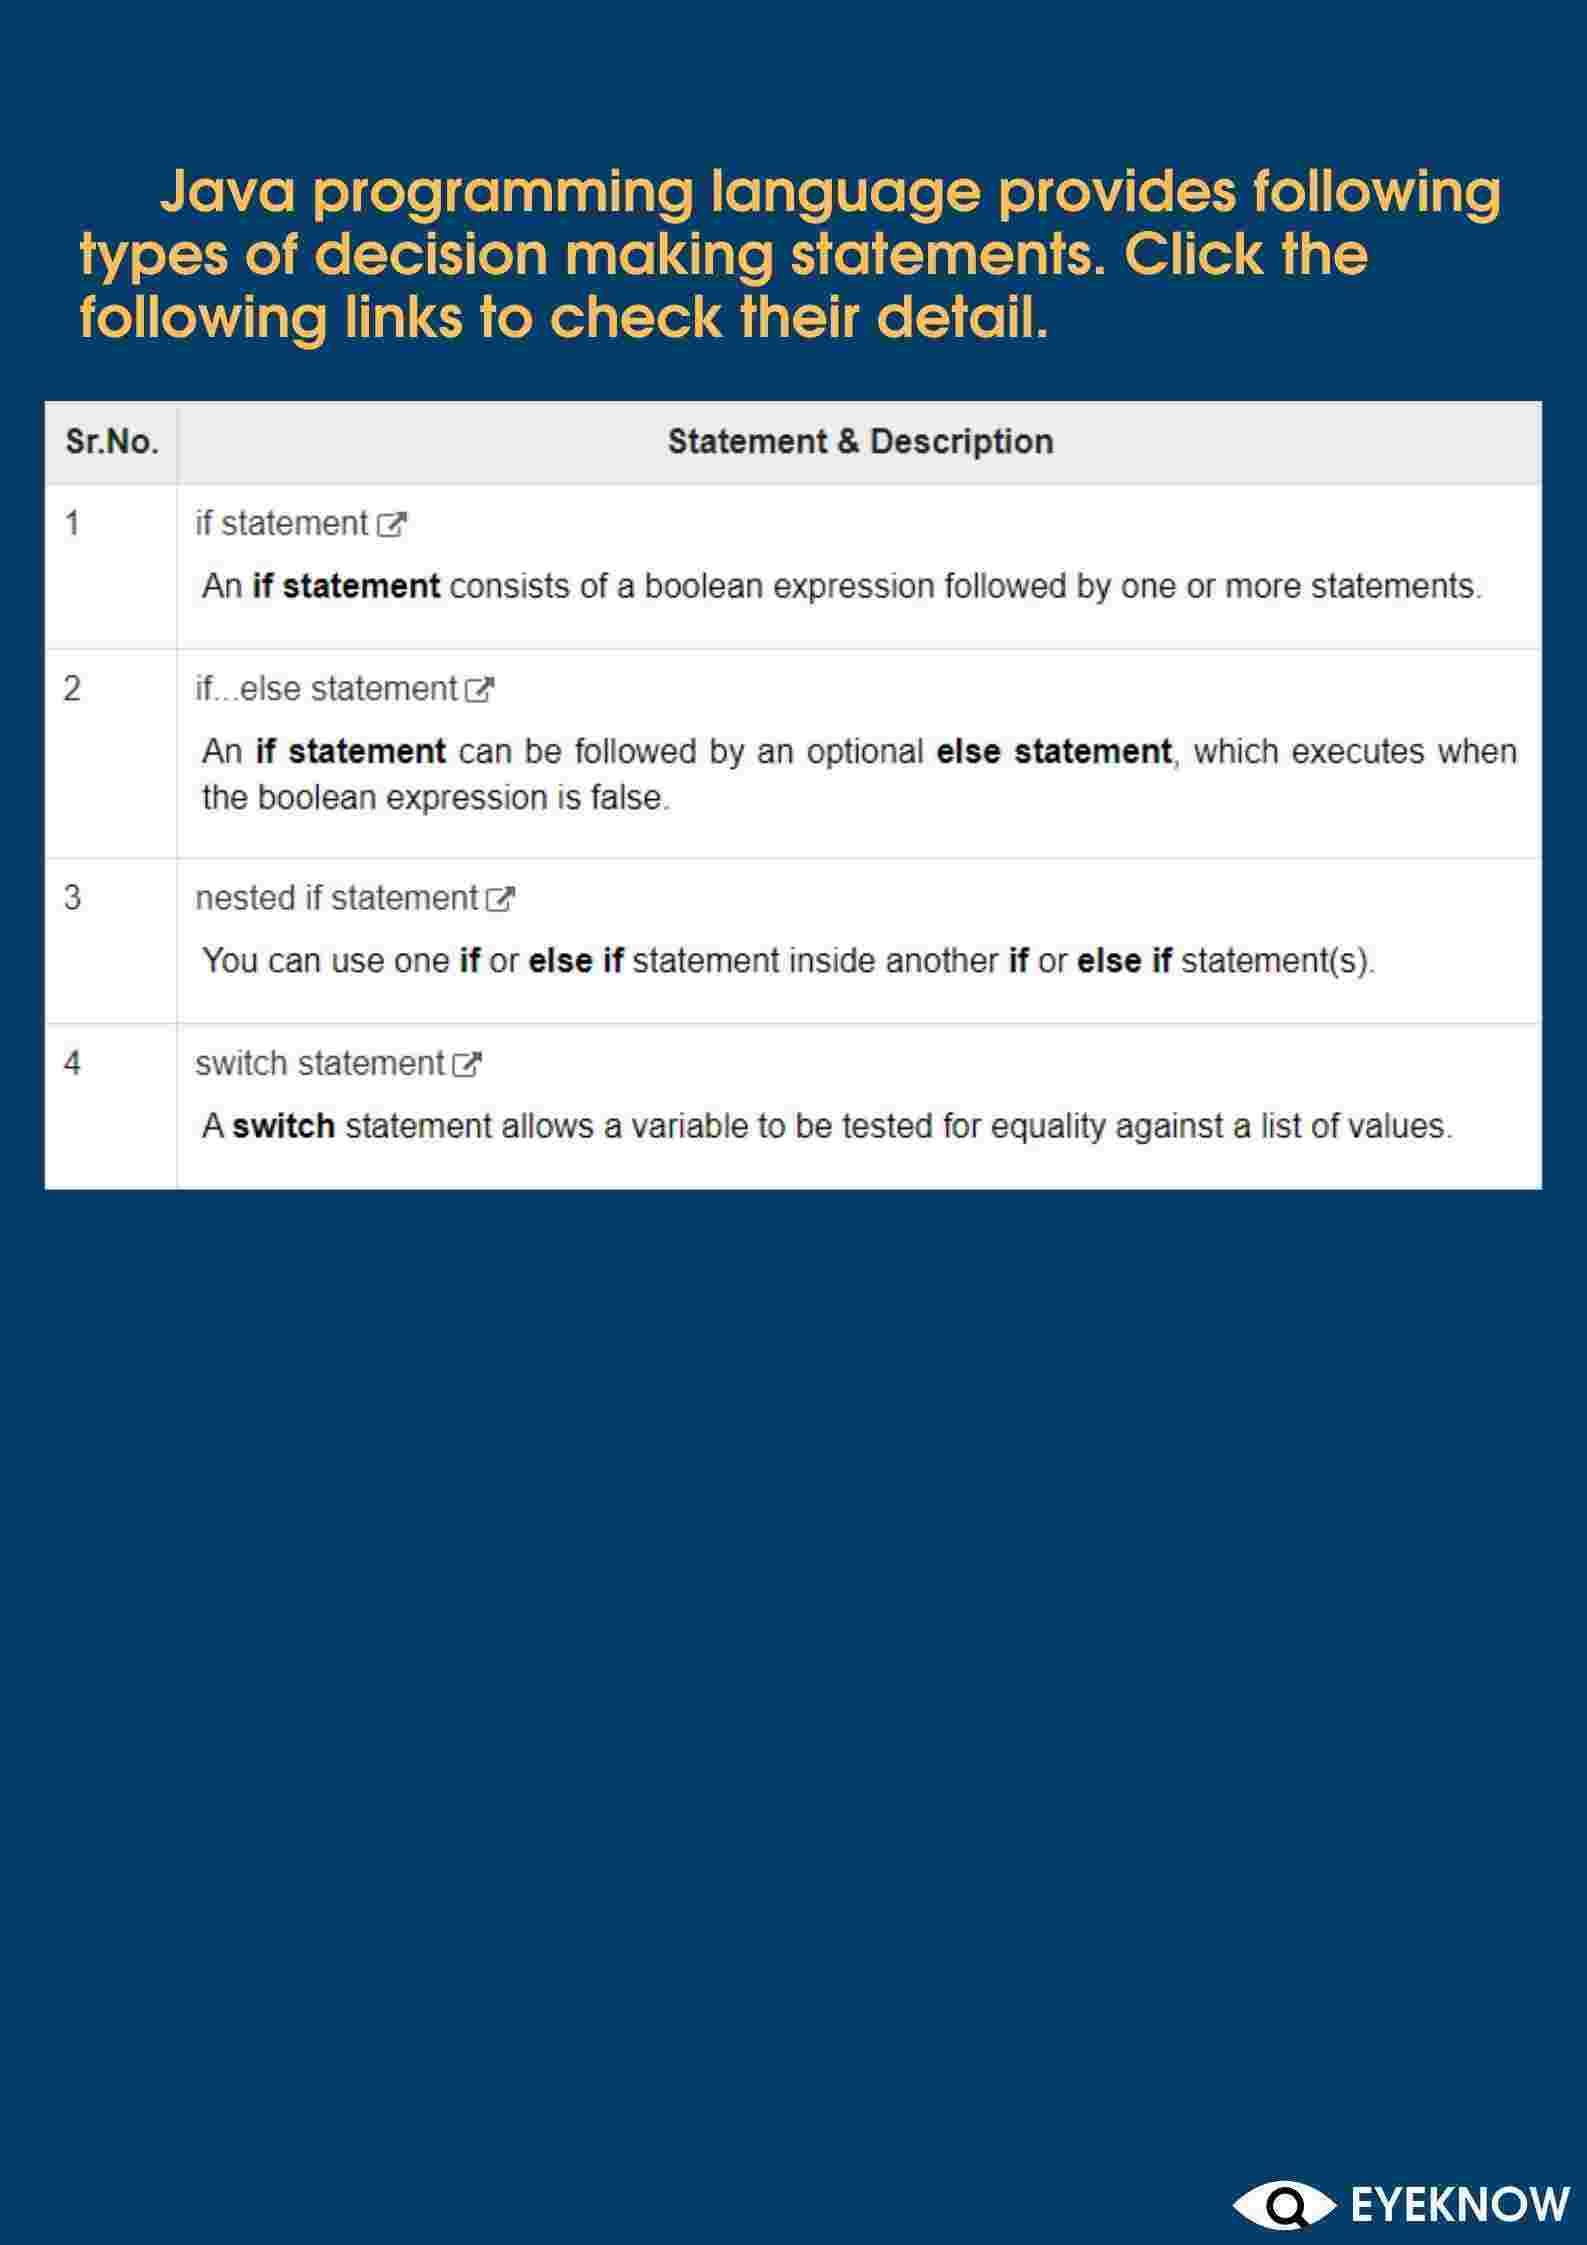 Java programming language provides following
types of decision making statements. Click the
following links to check their detail.
Sr.No.
Statement & Description
1
if statement
An if statement consists of a boolean expression followed by one or more statements.
2
if...else statement
An if statement can be followed by an optional else statement, which executes when
the boolean expression is false.
3
nested if statement
You can use one if or else if statement inside another if or else if statement(s).
4
switch statement
A switch statement allows a variable to be tested for equality against a list of values.
EYEKNOW